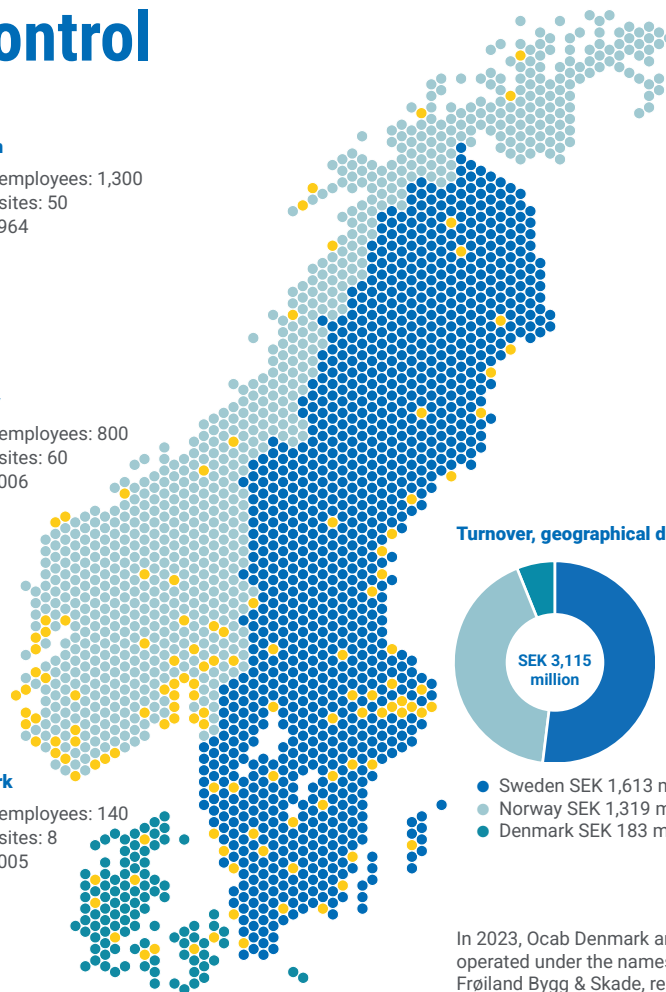 ontrol
n
employees: 1,300
sites: 50
964
employees: 800
sites: 60
006
Turnover, geographical d
SEK 3,115
million
Sweden SEK 1,613 m
Norway SEK 1,319 m
Denmark SEK 183 m
rk
employees: 140
sites: 8
005
In 2023, Ocab Denmark an
operated under the names
Frøiland Bygg & Skade, re